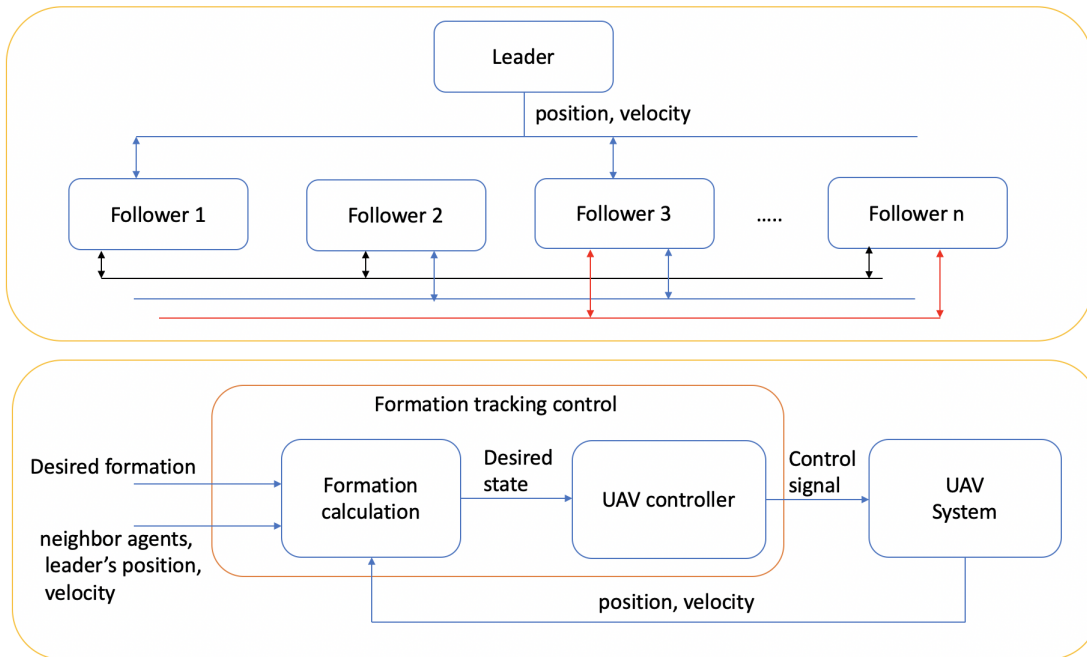 Leader
position, velocity
Follower 1
Follower 2
Follower 3
.....
Follower n
Formation tracking control
Desired formation
neighbor agents,
leader's position,
velocity
Formation
calculation
Desired
state
UAV controller
Control
signal
UAV
System
position, velocity